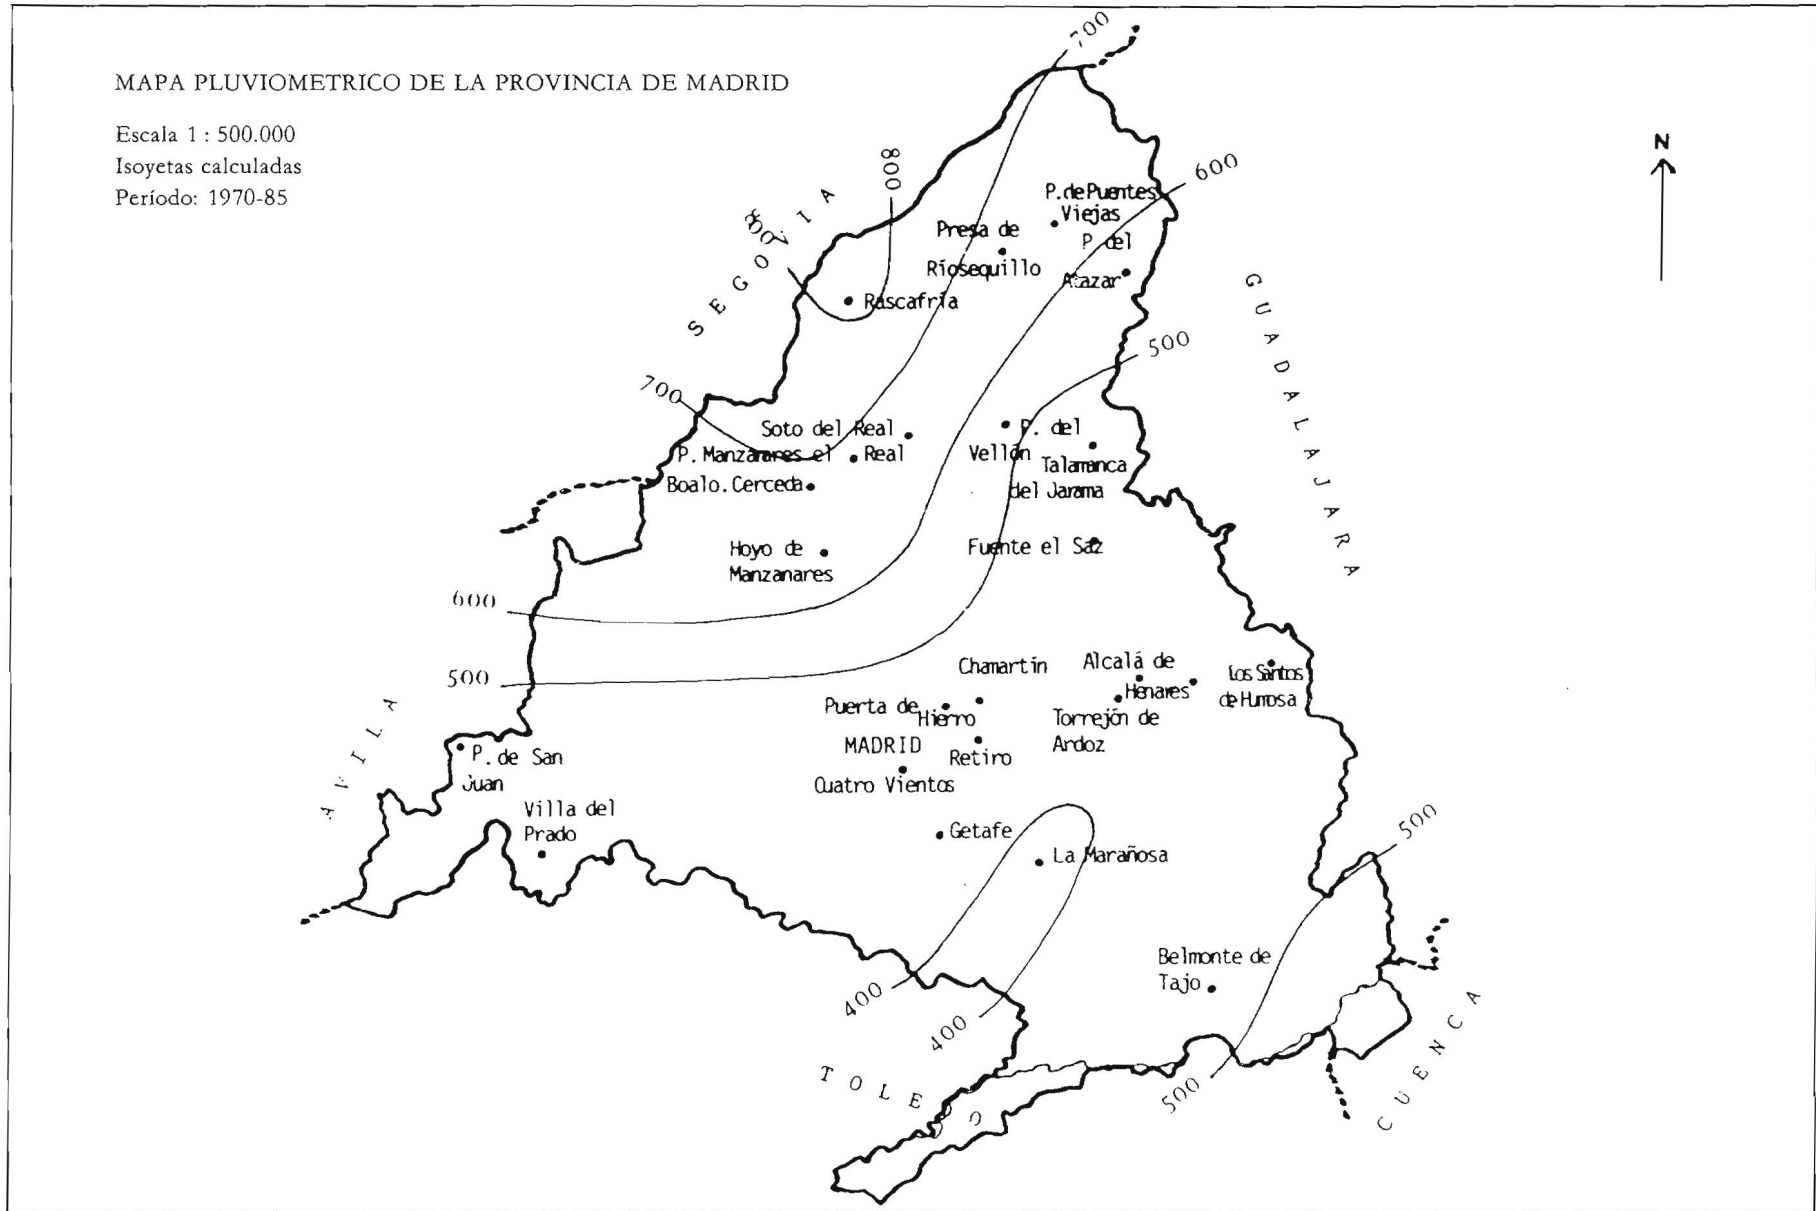 MAPA PLUVIOMETRICO DE LA PROVINCIA DE MADRID
Escala 1 : 500.000
Isoyetas calculadas
Período: 1970-85
N
700
800
800
600
SEGOVIA
P. de Puentes
Viejas
Presa de
Ríosequillo
P. del
Atazar
Rascafría
GUADALAJARA
500
700
Soto del Real
P. Manzanares el Real
Boalo. Cerceda
P. del
Vellón
Talamanca
del Jarama
Hoyo de
Manzanares
Fuente el Saz
600
500
Chamartín
Alcalá de
Henares
Los Santos
de Humosa
Puerta de
Hierro
Torrejón de
Ardoz
MADRID
Retiro
Cuatro Vientos
AVILA
P. de San
Juan
Villa del
Prado
Getafe
La Marañosa
500
Belmonte de
Tajo
400
400
500
TOLEDO
CUENCA